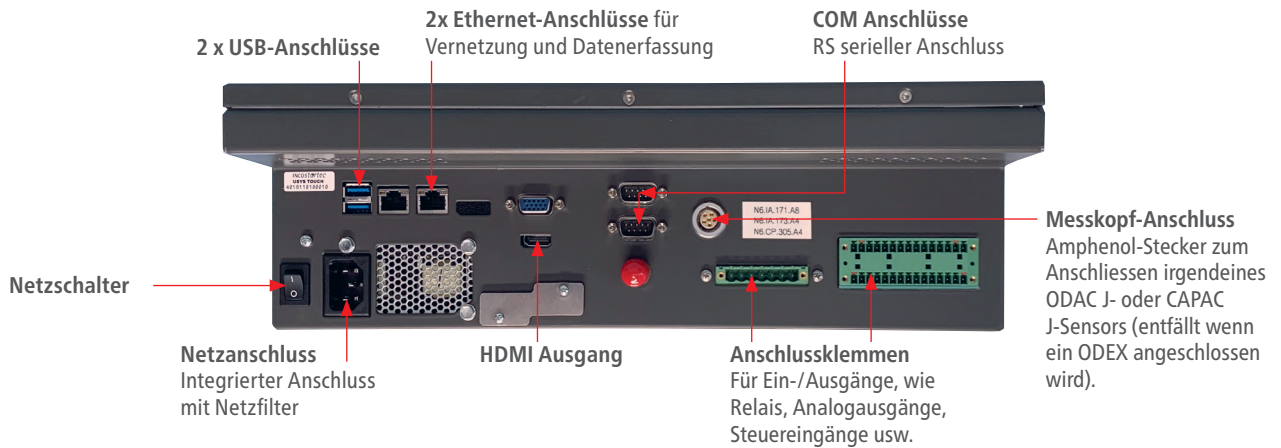 2x Ethernet-Anschlüsse für
Vernetzung und Datenerfassung
COM Anschlüsse
RS serieller Anschluss
2 x USB-Anschlüsse
incostartec
USYS TOUCH
4010110100010
N6.IA.171.A8
N6.IA.173.A4
N6.CP.305.A4
Messkopf-Anschluss
Amphenol-Stecker zum
Anschliessen irgendeines
ODAC J- oder CAPAC
J-Sensors (entfällt wenn
ein ODEX angeschlossen
wird).
Netzschalter
Netzanschluss
Integrierter Anschluss
mit Netzfilter
HDMI Ausgang
Anschlussklemmen
Für Ein-/Ausgänge, wie
Relais, Analogausgänge,
Steuereingänge usw.